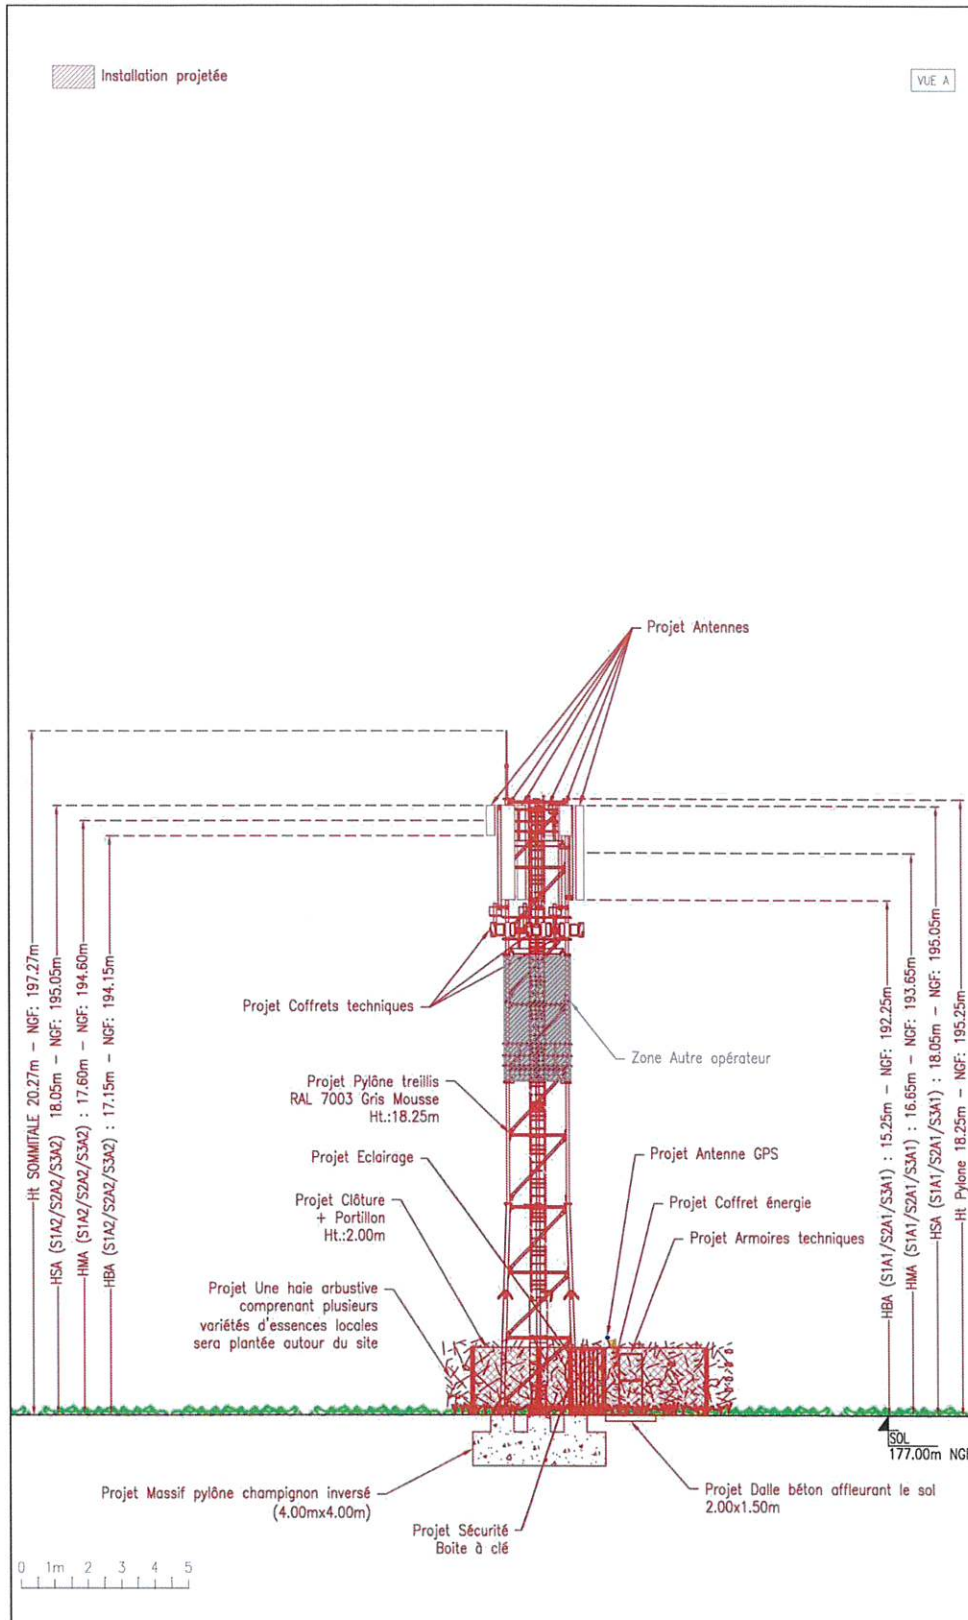 Installation projetée
VUE A
Projet Antennes
Ht SOMMITALE 20.27m – NGF: 197.27m
HSA (S1A2/S2A2/S3A2) 18.05m – NGF: 195.05m
HMA (S1A2/S2A2/S3A2) : 17.60m – NGF: 194.60m
HBA (S1A2/S2A2/S3A2) : 17.15m – NGF: 194.15m
HBA (S1A1/S2A1/S3A1) : 15.25m – NGF: 192.25m
HMA (S1A1/S2A1/S3A1) : 16.65m – NGF: 193.65m
HSA (S1A1/S2A1/S3A1) : 18.05m – NGF: 195.05m
Ht Pylone 18.25m – NGF: 195.25m
Projet Coffrets techniques
Zone Autre opérateur
Projet Pylône treillis
RAL 7003 Gris Mousse
Ht.:18.25m
Projet Eclairage
Projet Antenne GPS
Projet Clôture
+ Portillon
Ht.:2.00m
Projet Coffret énergie
Projet Armoires techniques
Projet Une haie arbustive
comprenant plusieurs
variétés d'essences locales
sera plantée autour du site
SOL
177.00m NGF
Projet Massif pylône champignon inversé
(4.00mx4.00m)
Projet Dalle béton affleurant le sol
2.00x1.50m
Projet Sécurité
Boite à clé
0 1m 2 3 4 5